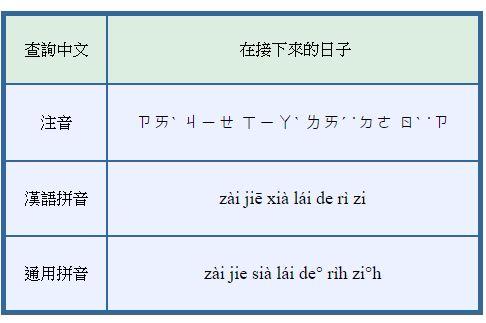 查詢中文 在接下來的日子
注音 ㄗㄞˋ ㄐㄧㄝ ㄒㄧㄚˋ ㄌㄞˊ ˙ㄉㄜ ㄖˋ ˙ㄗ
漢語拼音 zài jiē xià lái de rì zi
通用拼音 zài jie sià lái de° rìh zi°h